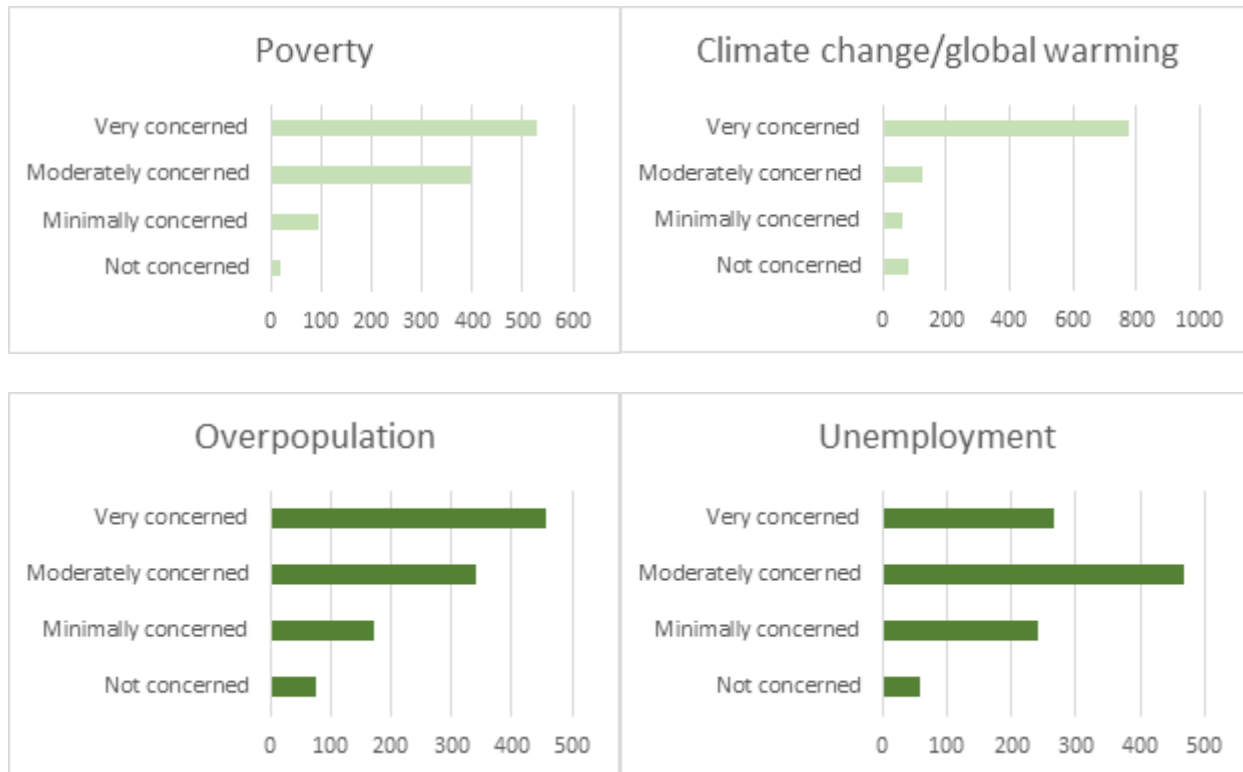 Poverty
Very concerned
Moderately concerned
Minimally concerned
Not concerned
0 100 200 300 400 500 600
Climate change/global warming
Very concerned
Moderately concerned
Minimally concerned
Not concerned
0 200 400 600 800 1000
Overpopulation
Very concerned
Moderately concerned
Minimally concerned
Not concerned
0 100 200 300 400 500
Unemployment
Very concerned
Moderately concerned
Minimally concerned
Not concerned
0 100 200 300 400 500